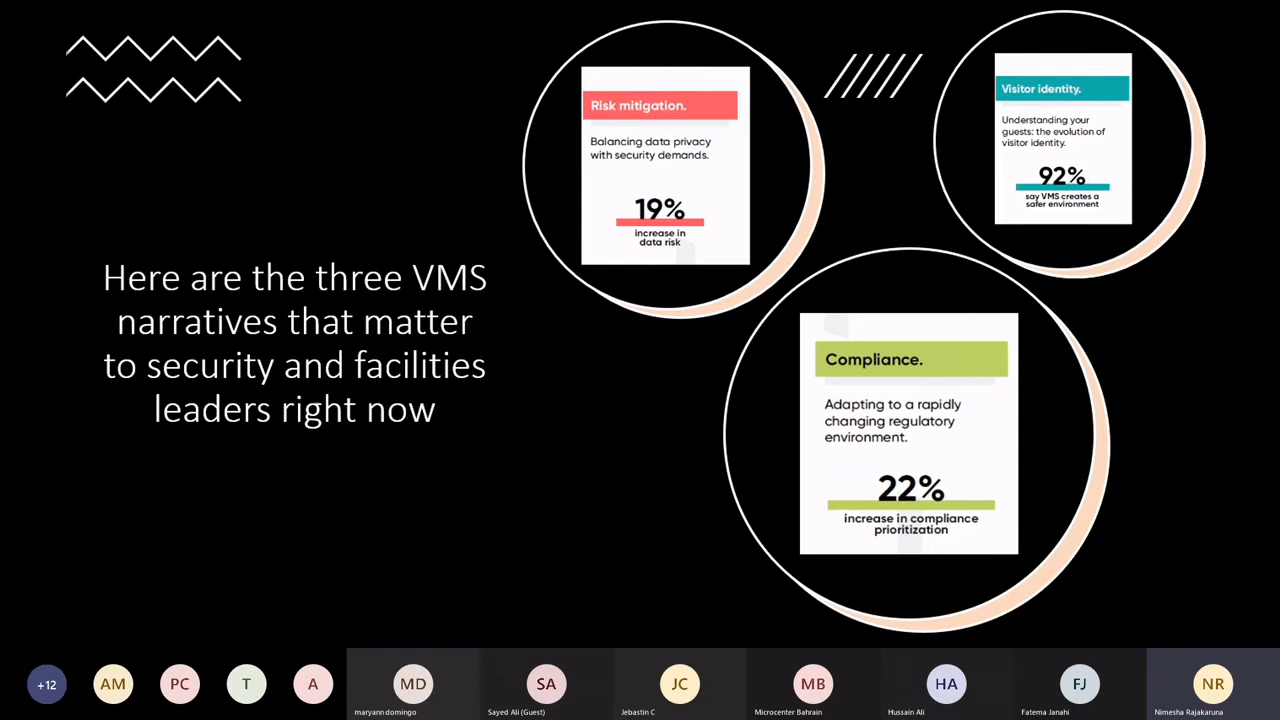 Here are the three VMS
narratives that matter
to security and facilities
leaders right now
Risk mitigation.
Balancing data privacy
with security demands.
19%
increase in
data risk
Visitor identity.
Understanding your
guests: the evolution of
visitor identity.
92%
say VMS creates a
safer environment
Compliance.
Adapting to a rapidly
changing regulatory
environment.
22%
increase in compliance
prioritization
+12
AM
PC
T
A
MD
SA
JC
MB
HA
FJ
NR
maryann domingo
Sayed Ali (Guest)
Jebastin C
Microcenter Bahrain
Hussain Ali
Fatema Janahi
Nimesha Rajakaruna